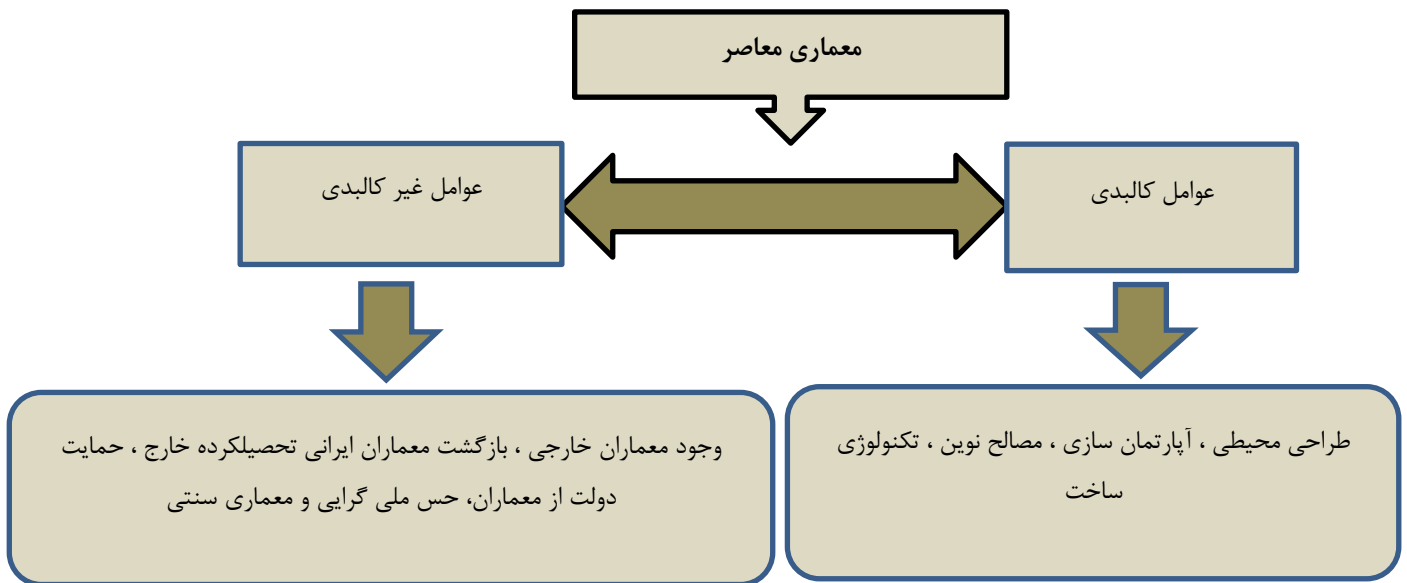 معماری معاصر
عوامل کالبدی
عوامل غیر کالبدی
طراحی محیطی ، آپارتمان سازی ، مصالح نوین ، تکنولوژی
ساخت
وجود معماران خارجی ، بازگشت معماران ایرانی تحصیلکرده خارج ، حمایت
دولت از معماران، حس ملی گرایی و معماری سنتی